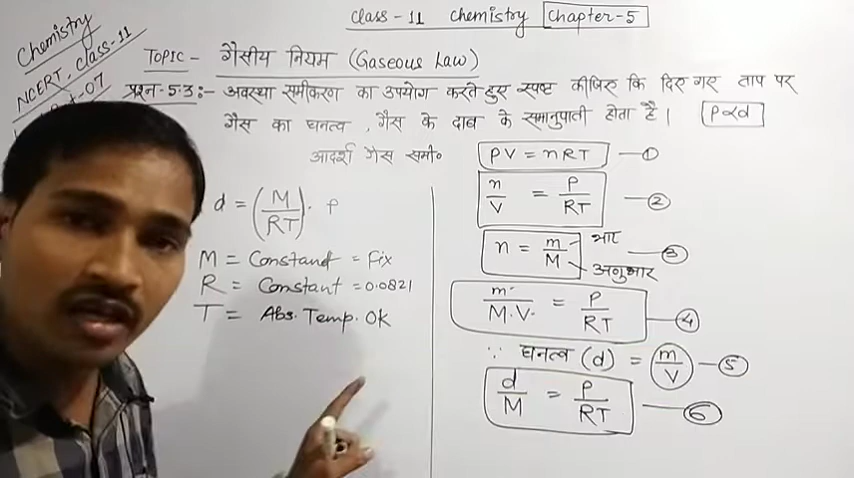 Class-11 Chemistry Chapter-5
Chemistry
NCERT, class-11
-07
TOPIC- गैसीय नियम (Gaseous Law)
प्रश्न-5.3:- अवस्था समीकरण का उपयोग करते हुए स्पष्ट कीजिए कि दिए गए ताप पर
गैस का घनत्व, गैस के दाब के समानुपाती होता है। P∝d
आदर्श गैस समी० PV = nRT —①
n/V = P/RT —②
n = m/M भार अनुभार —③
m/M.V. = P/RT —④
∵ घनत्व (d) = m/V —⑤
d/M = P/RT —⑥
d = (M/RT). P
M = Constant = Fix
R = Constant = 0.0821
T = Abs. Temp. OK